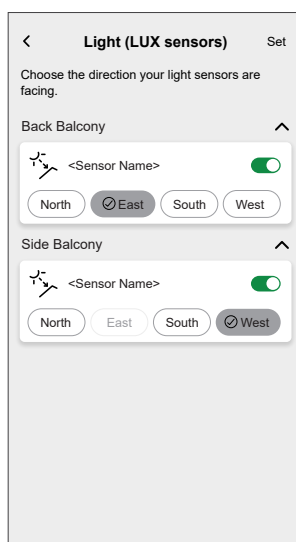 Light (LUX sensors) Set
Choose the direction your light sensors are
facing.
Back Balcony
<Sensor Name>
North East South West
Side Balcony
<Sensor Name>
North East South West